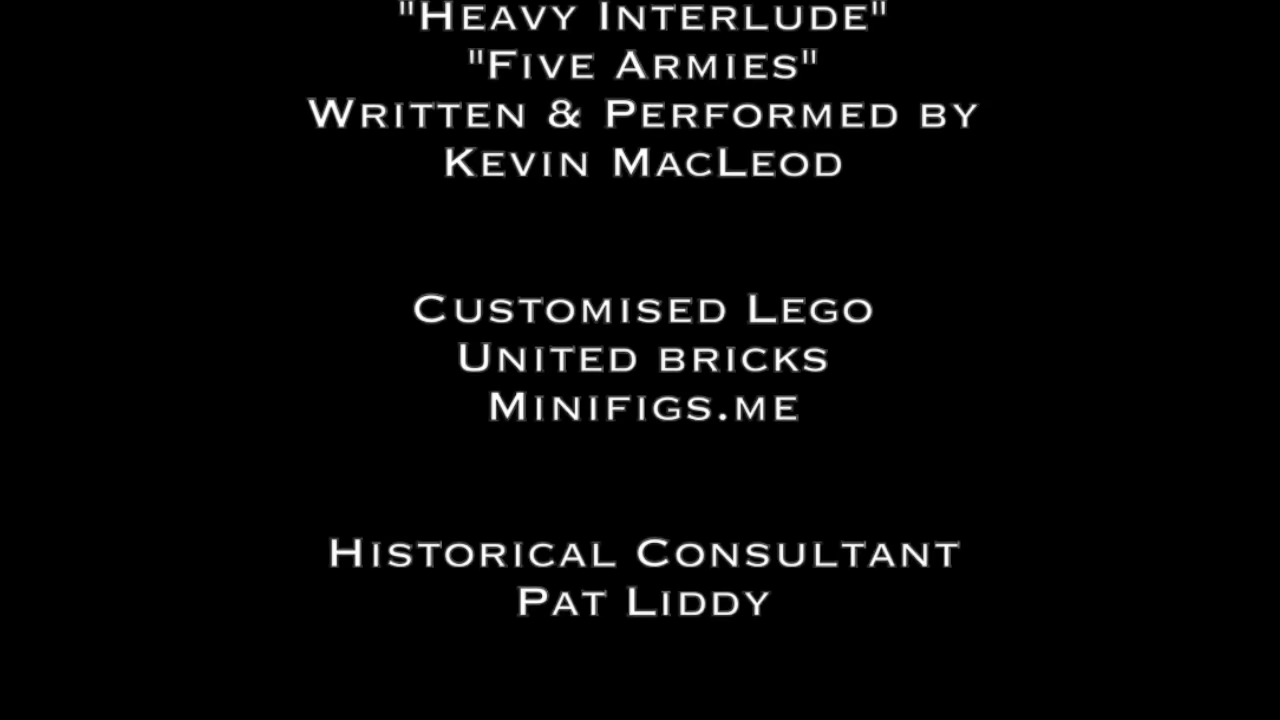 "Heavy Interlude"
"Five Armies"
Written & Performed by
Kevin MacLeod
Customised Lego
United bricks
Minifigs.me
Historical Consultant
Pat Liddy